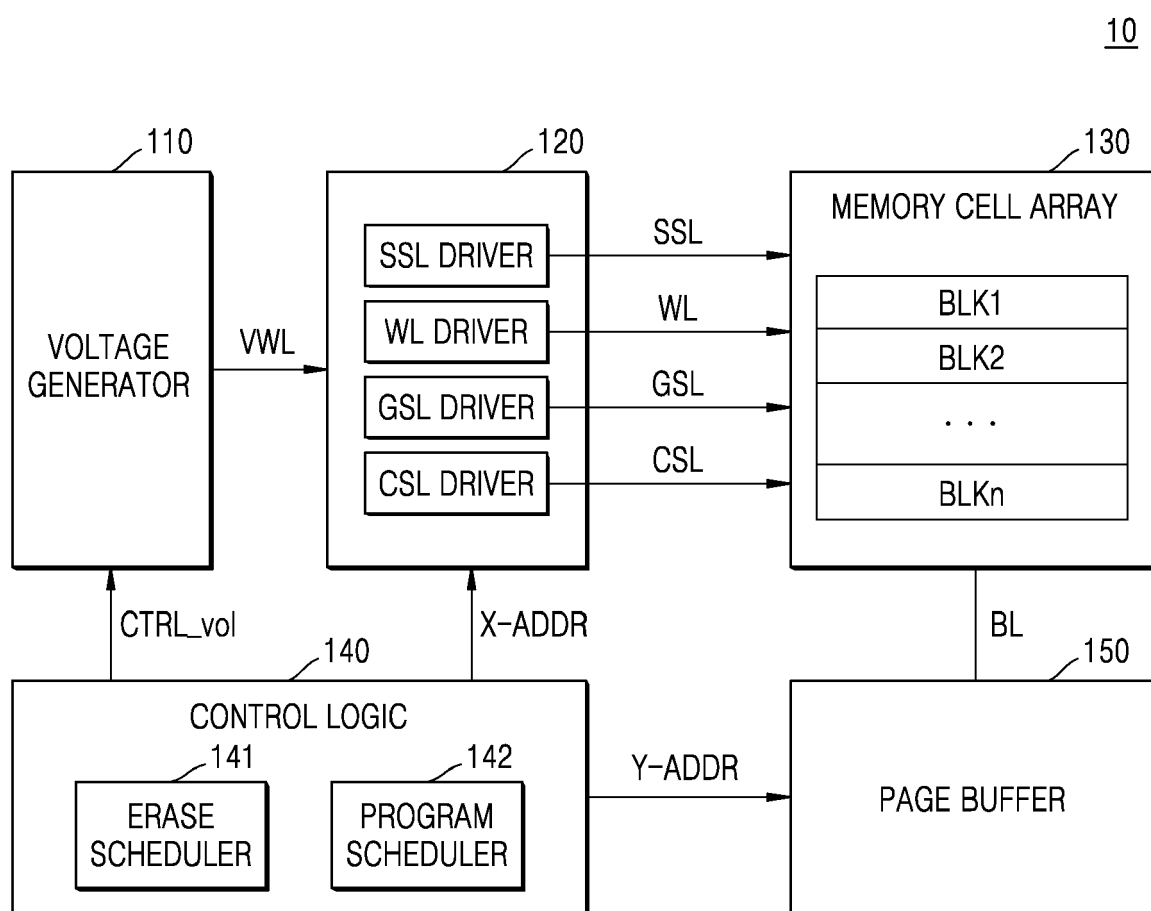 10
110
120
130
VOLTAGE
GENERATOR
VWL
SSL DRIVER
WL DRIVER
GSL DRIVER
CSL DRIVER
SSL
WL
GSL
CSL
MEMORY CELL ARRAY
BLK1
BLK2
. . .
BLKn
CTRL_vol
X-ADDR
BL
140
150
CONTROL LOGIC
141
142
ERASE
SCHEDULER
PROGRAM
SCHEDULER
Y-ADDR
PAGE BUFFER